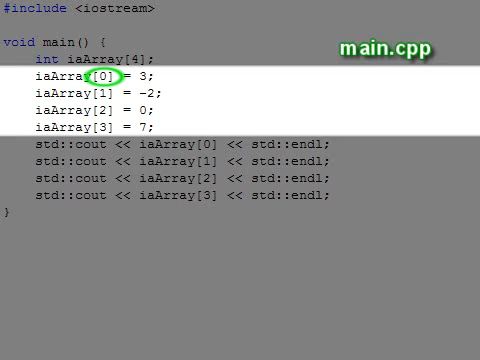 #include <iostream>
void main() {
main.cpp
    int iaArray[4];
    iaArray[0] = 3;
    iaArray[1] = -2;
    iaArray[2] = 0;
    iaArray[3] = 7;
    std::cout << iaArray[0] << std::endl;
    std::cout << iaArray[1] << std::endl;
    std::cout << iaArray[2] << std::endl;
    std::cout << iaArray[3] << std::endl;
}